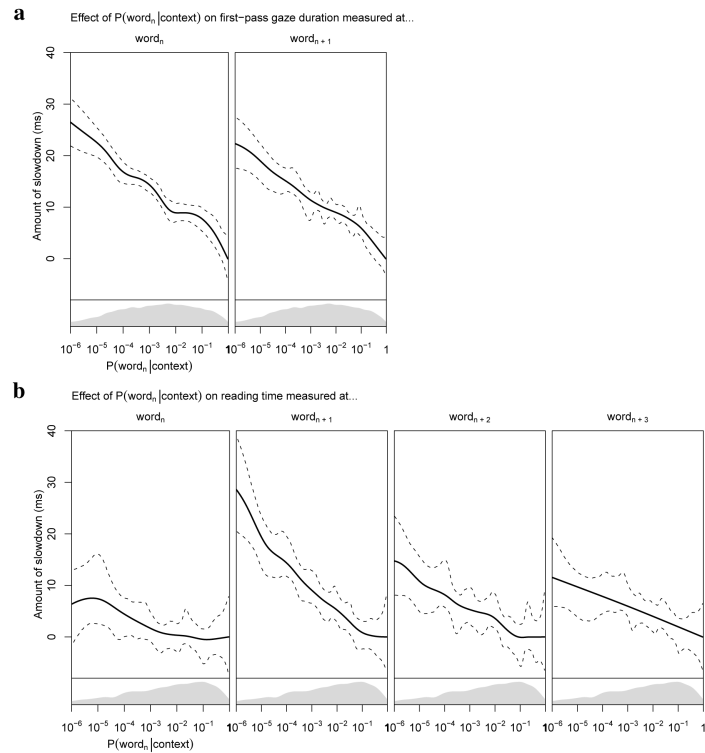 a
Effect of P(wordₙ|context) on first−pass gaze duration measured at...
wordₙ
wordₙ ₊ ₁
Amount of slowdown (ms)
40
30
20
10
0
10⁻⁶ 10⁻⁵ 10⁻⁴ 10⁻³ 10⁻² 10⁻¹ 1
10⁻⁶ 10⁻⁵ 10⁻⁴ 10⁻³ 10⁻² 10⁻¹ 1
P(wordₙ|context)
b
Effect of P(wordₙ|context) on reading time measured at...
wordₙ
wordₙ ₊ ₁
wordₙ ₊ ₂
wordₙ ₊ ₃
Amount of slowdown (ms)
40
30
20
10
0
10⁻⁶ 10⁻⁵ 10⁻⁴ 10⁻³ 10⁻² 10⁻¹ 1
10⁻⁶ 10⁻⁵ 10⁻⁴ 10⁻³ 10⁻² 10⁻¹ 1
10⁻⁶ 10⁻⁵ 10⁻⁴ 10⁻³ 10⁻² 10⁻¹ 1
10⁻⁶ 10⁻⁵ 10⁻⁴ 10⁻³ 10⁻² 10⁻¹ 1
P(wordₙ|context)